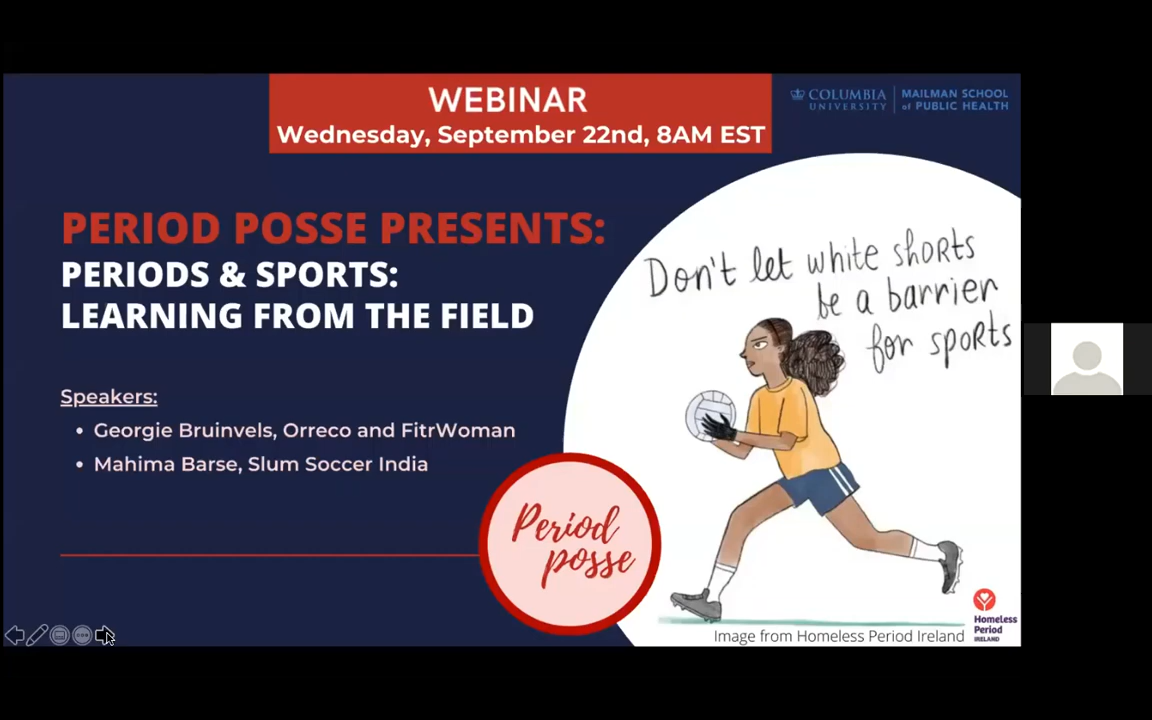 WEBINAR
Wednesday, September 22nd, 8AM EST
COLUMBIA UNIVERSITY
MAILMAN SCHOOL of PUBLIC HEALTH
PERIOD POSSE PRESENTS:
PERIODS & SPORTS:
LEARNING FROM THE FIELD
Speakers:
• Georgie Bruinvels, Orreco and FitrWoman
• Mahima Barse, Slum Soccer India
Don't let white shorts
be a barrier
for sports
Period
posse
Image from Homeless Period Ireland
Homeless
Period
IRELAND